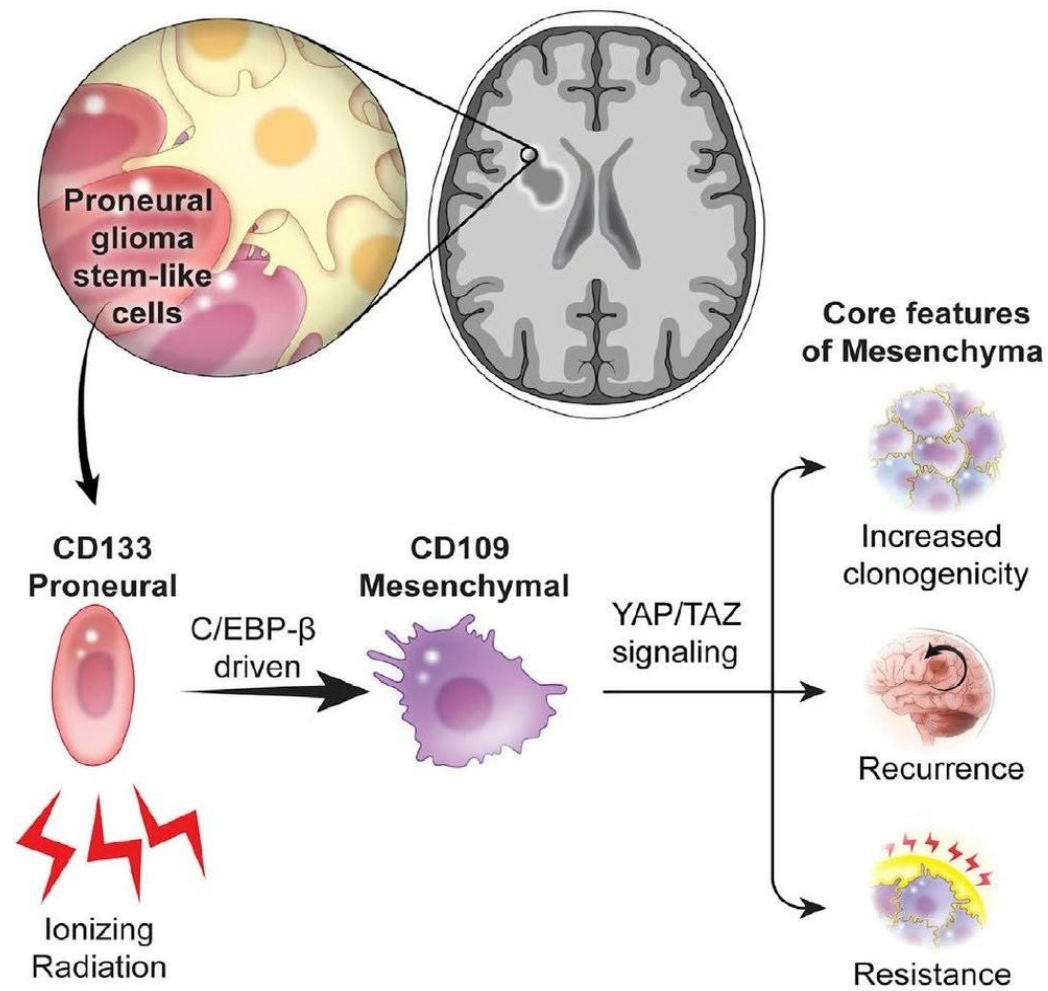 Proneural
glioma
stem-like
cells
Core features
of Mesenchyma
CD133
Proneural
C/EBP-β
driven
CD109
Mesenchymal
YAP/TAZ
signaling
Increased
clonogenicity
Recurrence
Resistance
Ionizing
Radiation